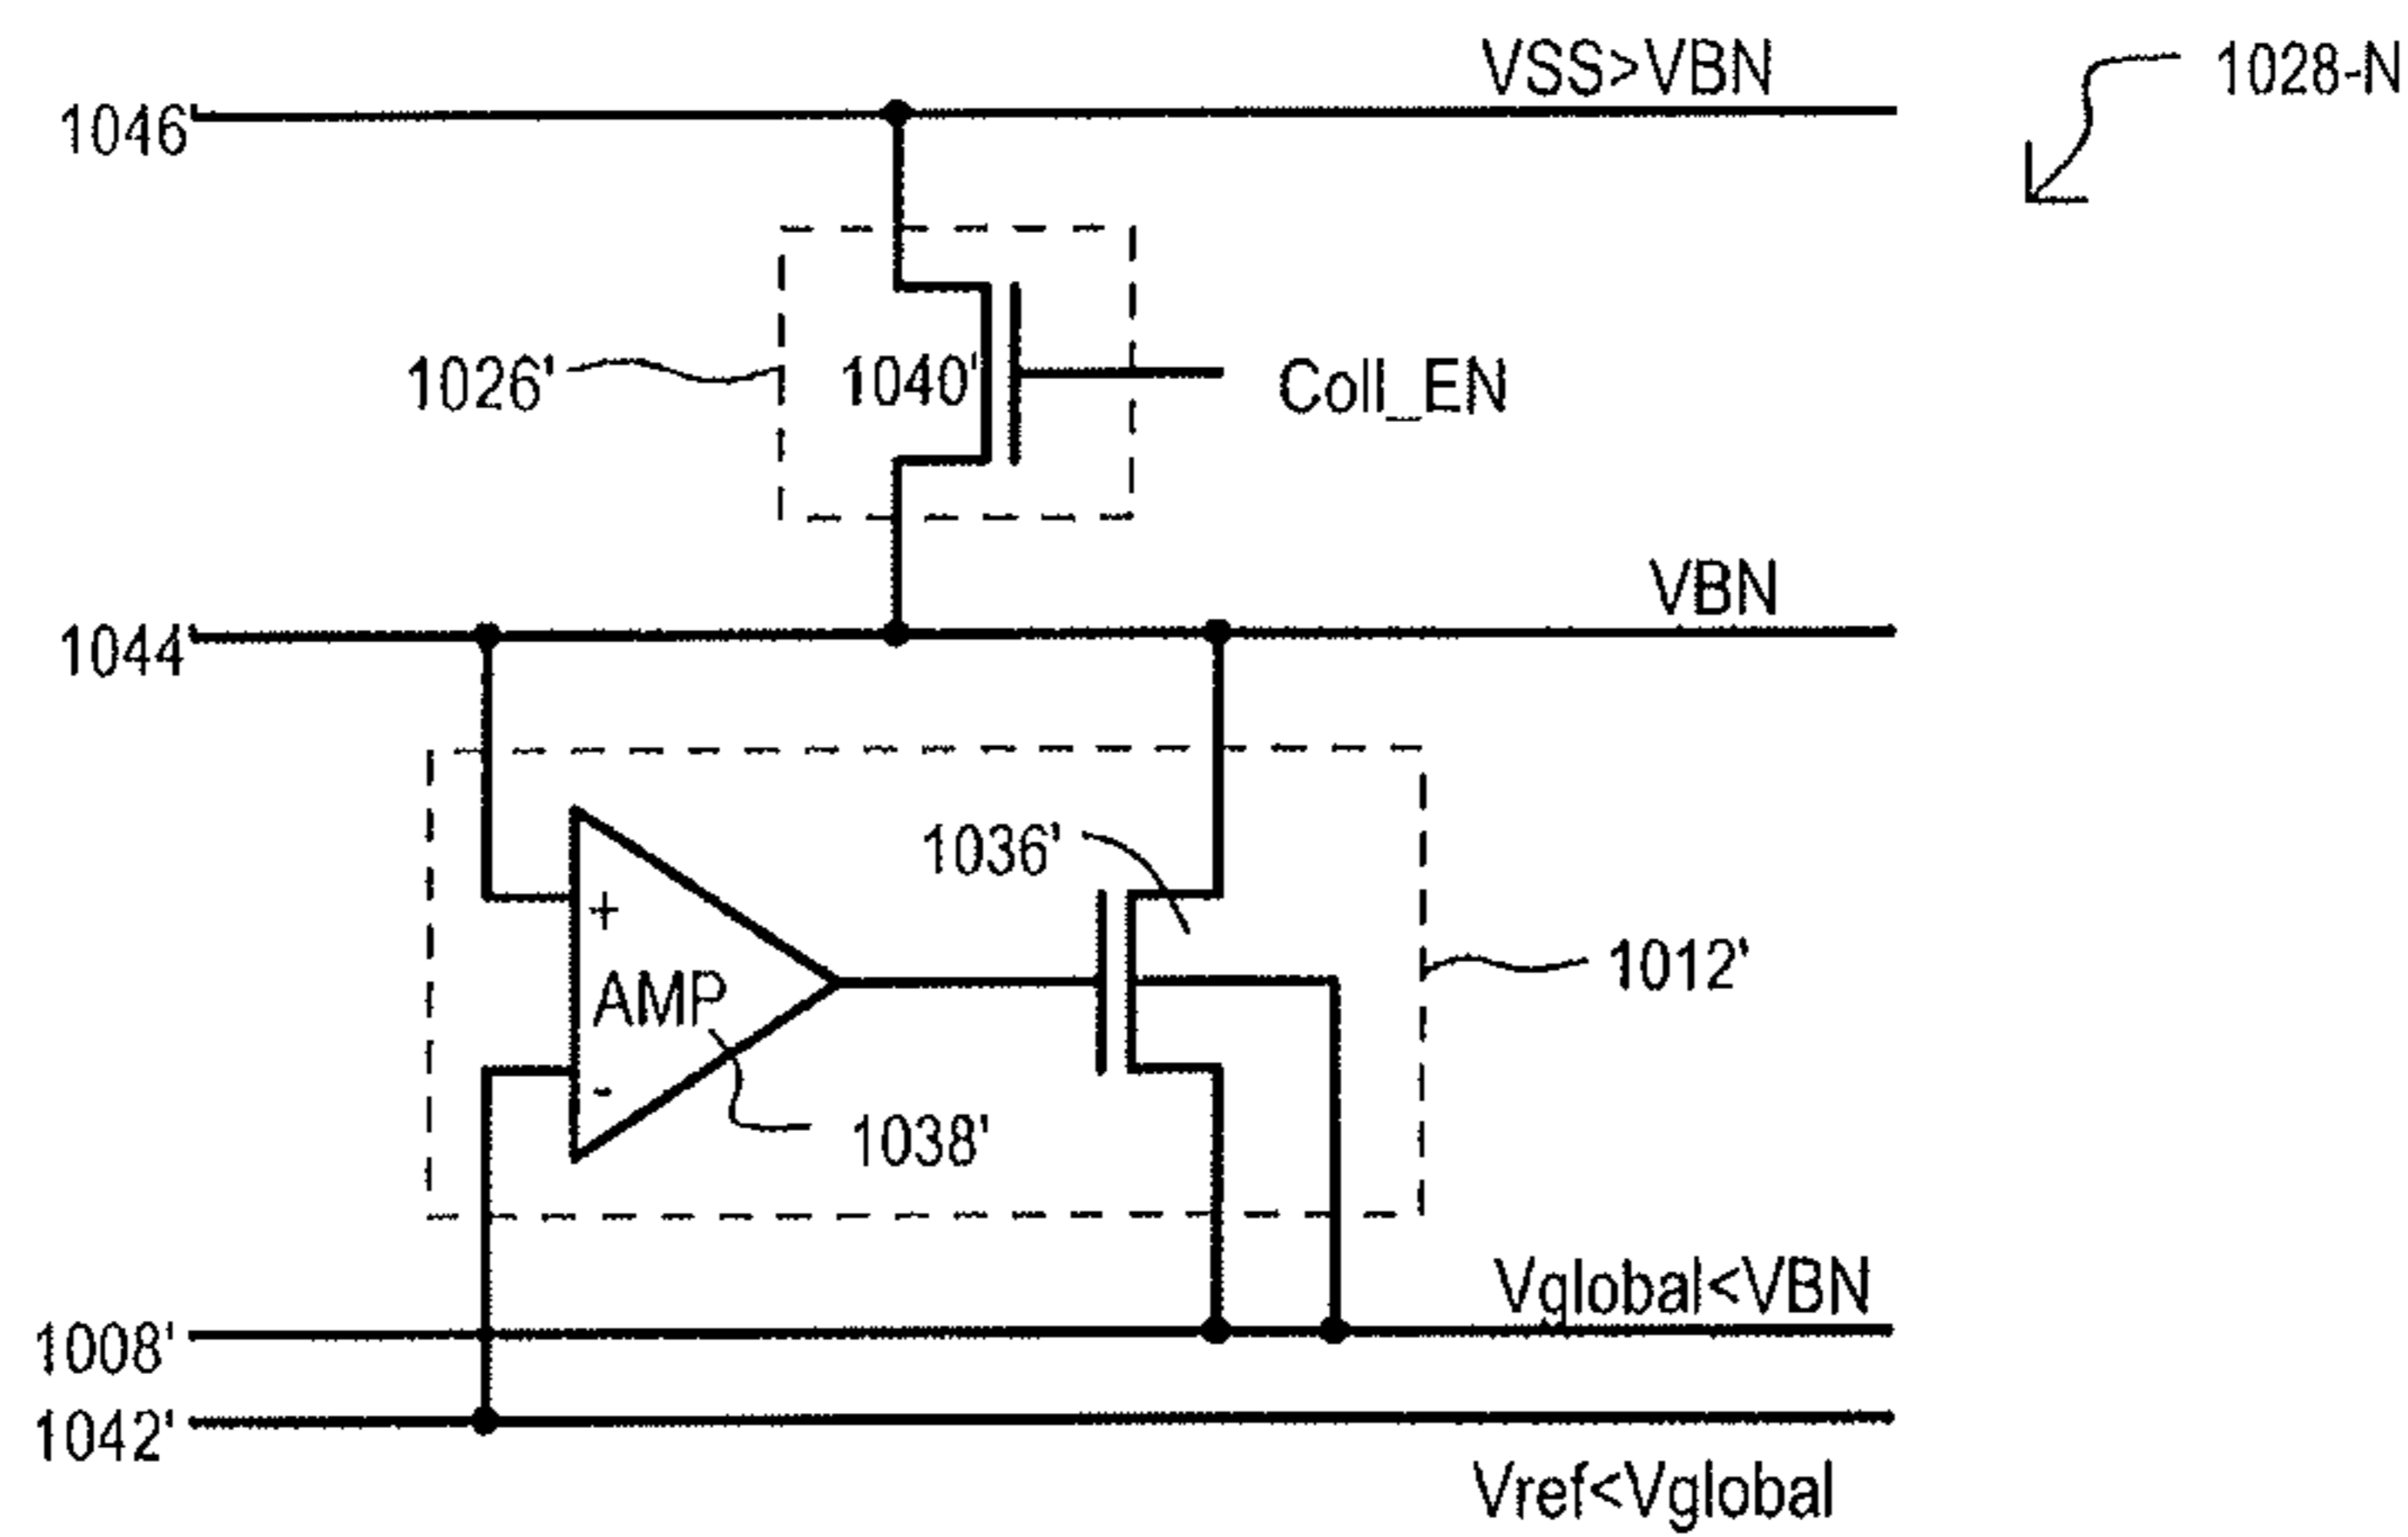 VSS>VBN
1028-N
1046'
1026'
1040'
Coll_EN
VBN
1044'
1036'
+
AMP
1012'
-
1038'
Vglobal<VBN
1008'
1042'
Vref<Vglobal